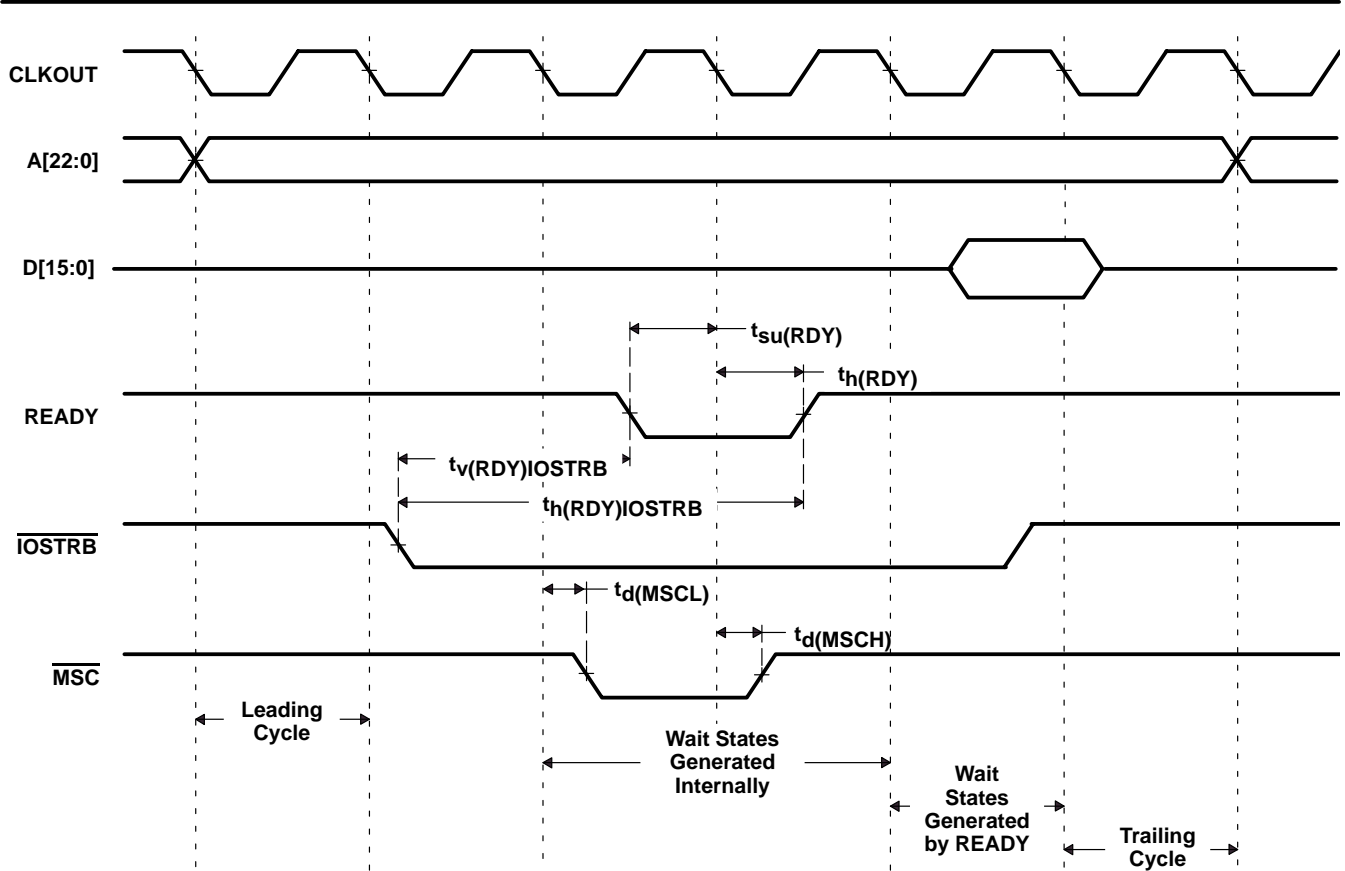 CLKOUT
A[22:0]
D[15:0]
tsu(RDY)
th(RDY)
READY
tv(RDY)IOSTRB
th(RDY)IOSTRB
IOSTRB
td(MSCL)
td(MSCH)
MSC
Leading
Cycle
Wait States
Generated
Internally
Wait
States
Generated
by READY
Trailing
Cycle